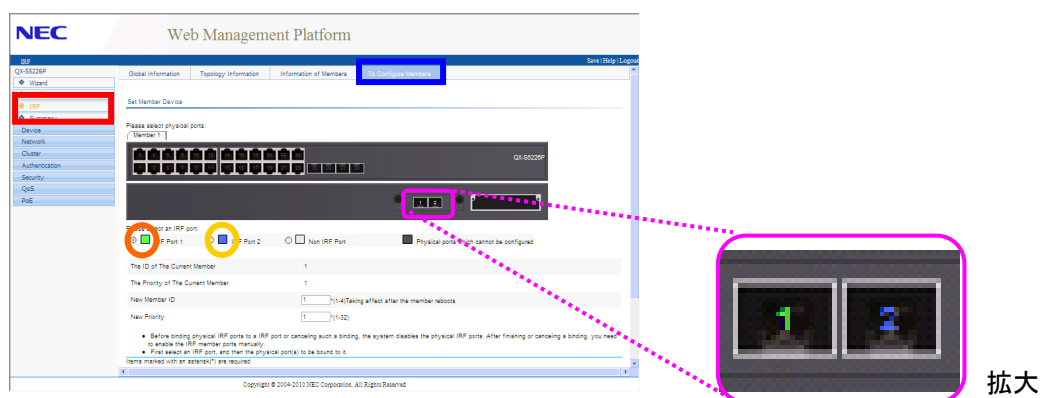 NEC
Web Management Platform
IRF
Save | Help | Logout
QX-S5226P
Wizard
IRF
Summary
Device
Network
Cluster
Authentication
Security
QoS
PoE
Global Information Topology Information Information of Members To Configure Members
Set Member Device
Please select physical ports:
Member 1
QX-S5226P
1 2
Please select an IRF port:
IRF Port 1 IRF Port 2 Non IRF Port Physical ports which cannot be configured
The ID of The Current Member 1
The Priority of The Current Member 1
New Member ID 1 *(1-4)Taking effect after the member reboots
New Priority 1 *(1-32)
Before binding physical IRF ports to a IRF port or canceling such a binding, the system disables the physical IRF ports. After finishing or canceling a binding, you need
to enable the IRF member ports manually.
First select an IRF port, and then the physical port(s) to be bound to it.
Items marked with an asterisk(*) are required
Copyright © 2004-2010 NEC Corporation. All Rights Reserved
1 2
拡大